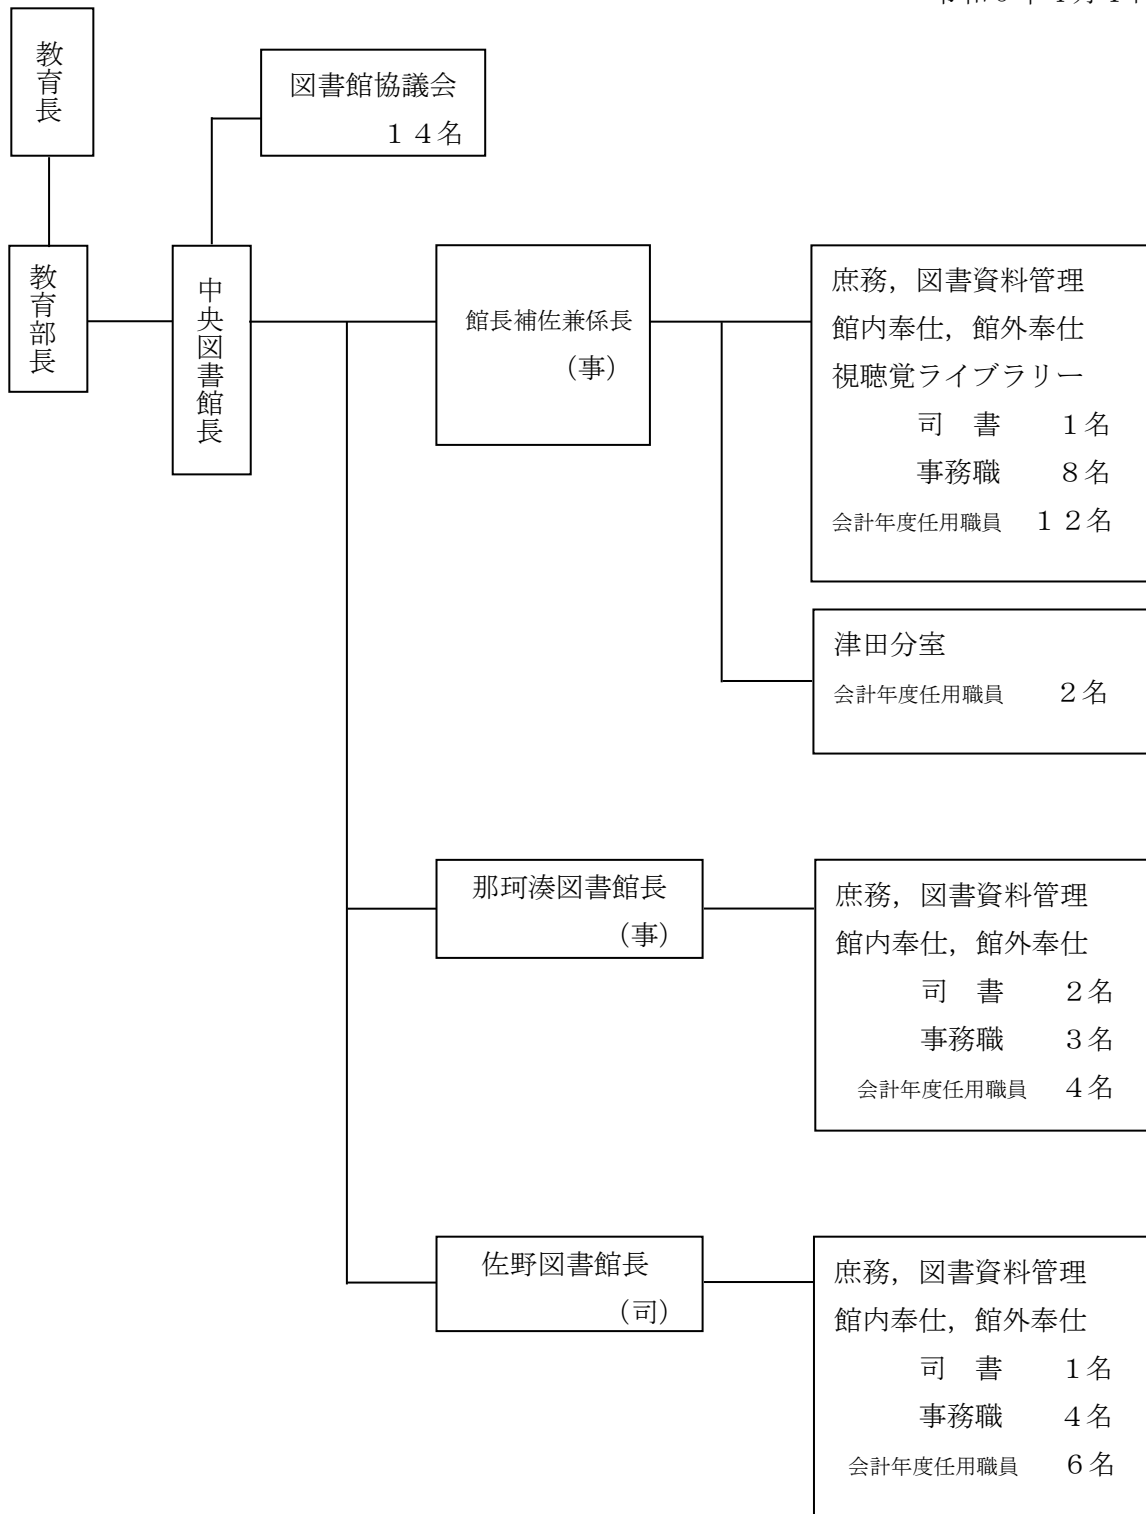 教育長
図書館協議会
１４名
教育部長
中央図書館長
館長補佐兼係長
（事）
庶務，図書資料管理
館内奉仕，館外奉仕
視聴覚ライブラリー
司　書　　１名
事務職　　８名
会計年度任用職員　１２名
津田分室
会計年度任用職員　　２名
那珂湊図書館長
（事）
庶務，図書資料管理
館内奉仕，館外奉仕
司　書　　２名
事務職　　３名
会計年度任用職員　４名
佐野図書館長
（司）
庶務，図書資料管理
館内奉仕，館外奉仕
司　書　　１名
事務職　　４名
会計年度任用職員　　６名